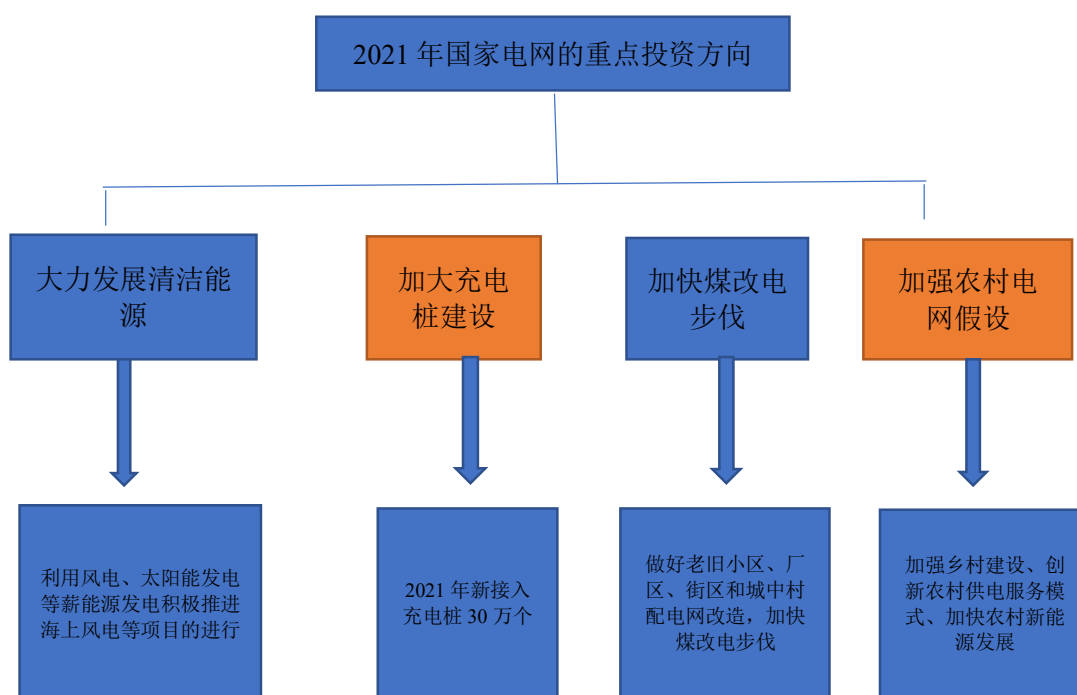 2021 年国家电网的重点投资方向
大力发展清洁能
源
加大充电
桩建设
加快煤改电
步伐
加强农村电
网假设
利用风电、太阳能发电
等薪能源发电积极推进
海上风电等项目的进行
2021 年新接入
充电桩 30 万个
做好老旧小区、厂
区、街区和城中村
配电网改造，加快
煤改电步伐
加强乡村建设、创
新农村供电服务模
式、加快农村新能
源发展